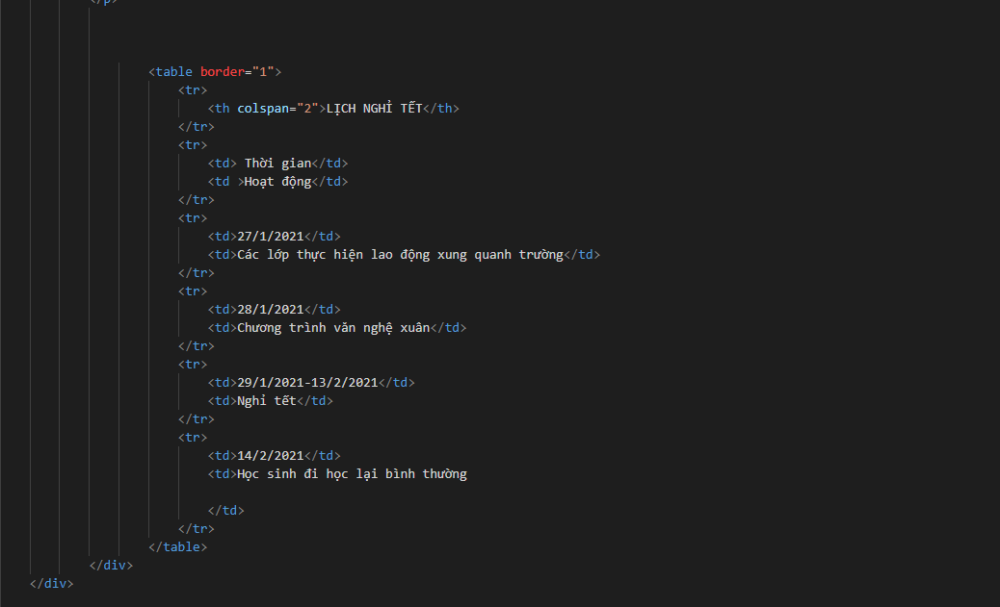 </p>
<table border="1">
<tr>
<th colspan="2">LỊCH NGHỈ TẾT</th>
</tr>
<tr>
<td> Thời gian</td>
<td >Hoạt động</td>
</tr>
<tr>
<td>27/1/2021</td>
<td>Các lớp thực hiện lao động xung quanh trường</td>
</tr>
<tr>
<td>28/1/2021</td>
<td>Chương trình văn nghệ xuân</td>
</tr>
<tr>
<td>29/1/2021-13/2/2021</td>
<td>Nghỉ tết</td>
</tr>
<tr>
<td>14/2/2021</td>
<td>Học sinh đi học lại bình thường
</td>
</tr>
</table>
</div>
</div>